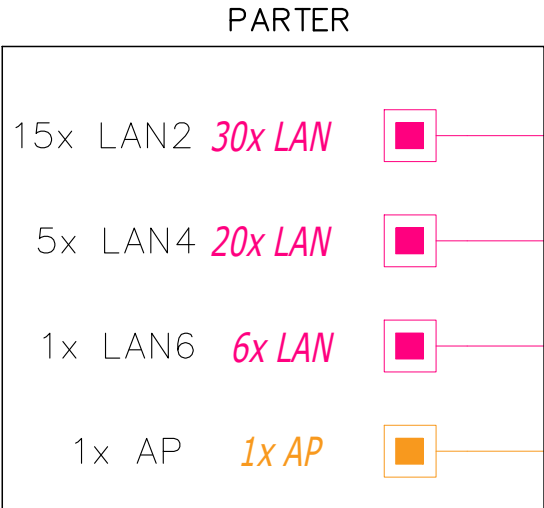 PARTER
15x LAN2 30x LAN
5x LAN4 20x LAN
1x LAN6 6x LAN
1x AP 1x AP